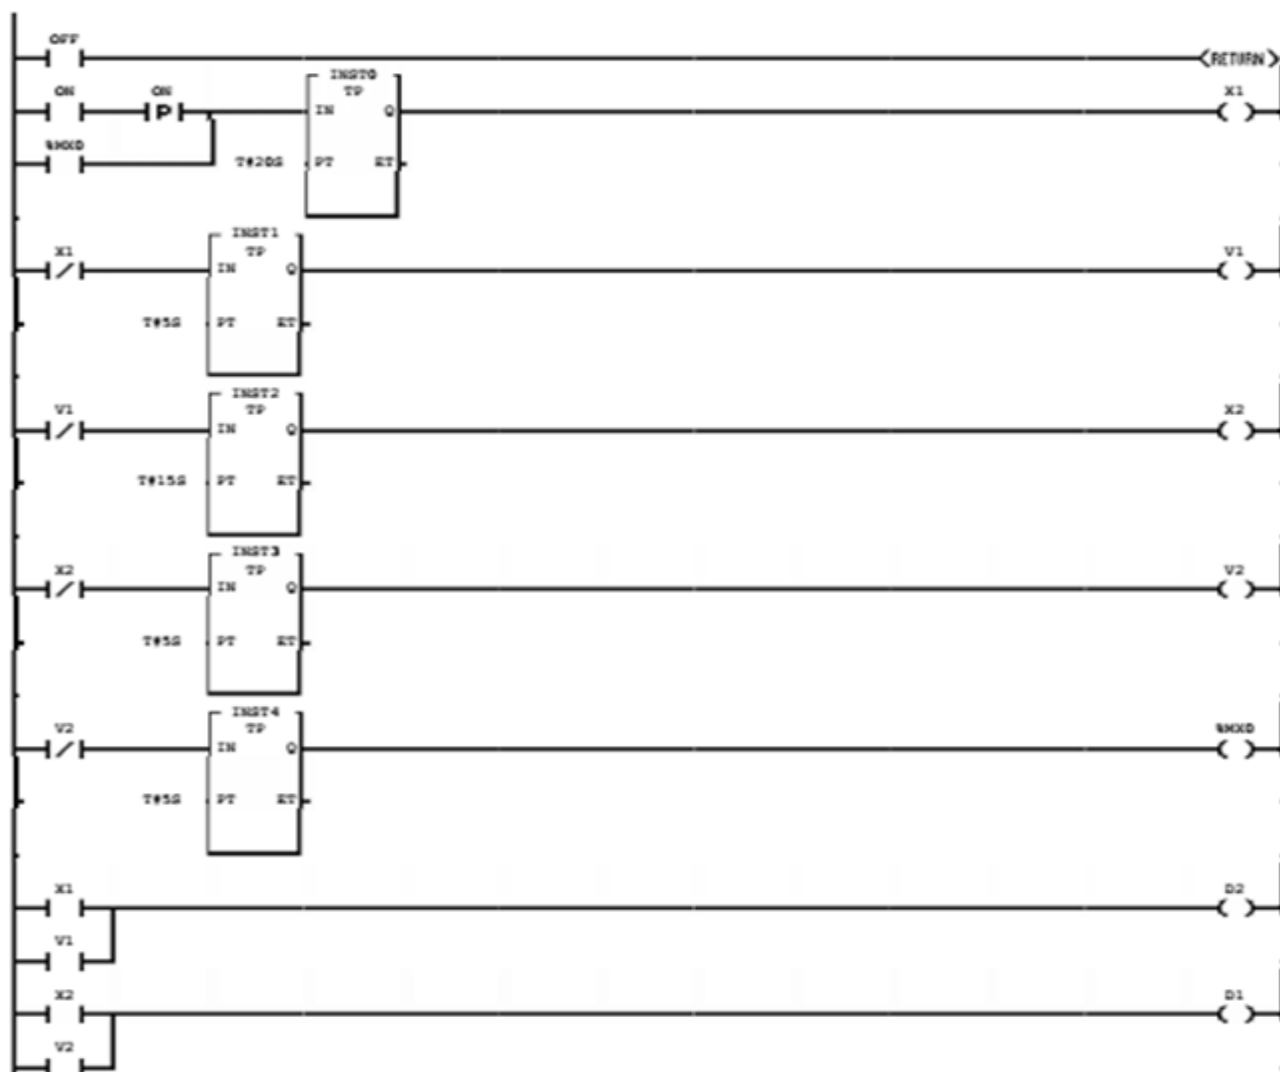 OFF
RETURN
INST0
ON ON TP X1
P IN Q
%MX0
T#20S PT ET
INST1
X1 TP V1
IN Q
T#5S PT ET
INST2
V1 TP X2
IN Q
T#15S PT ET
INST3
X2 TP V2
IN Q
T#5S PT ET
INST4
V2 TP %MX0
IN Q
T#5S PT ET
X1 D2
V1
X2 D1
V2